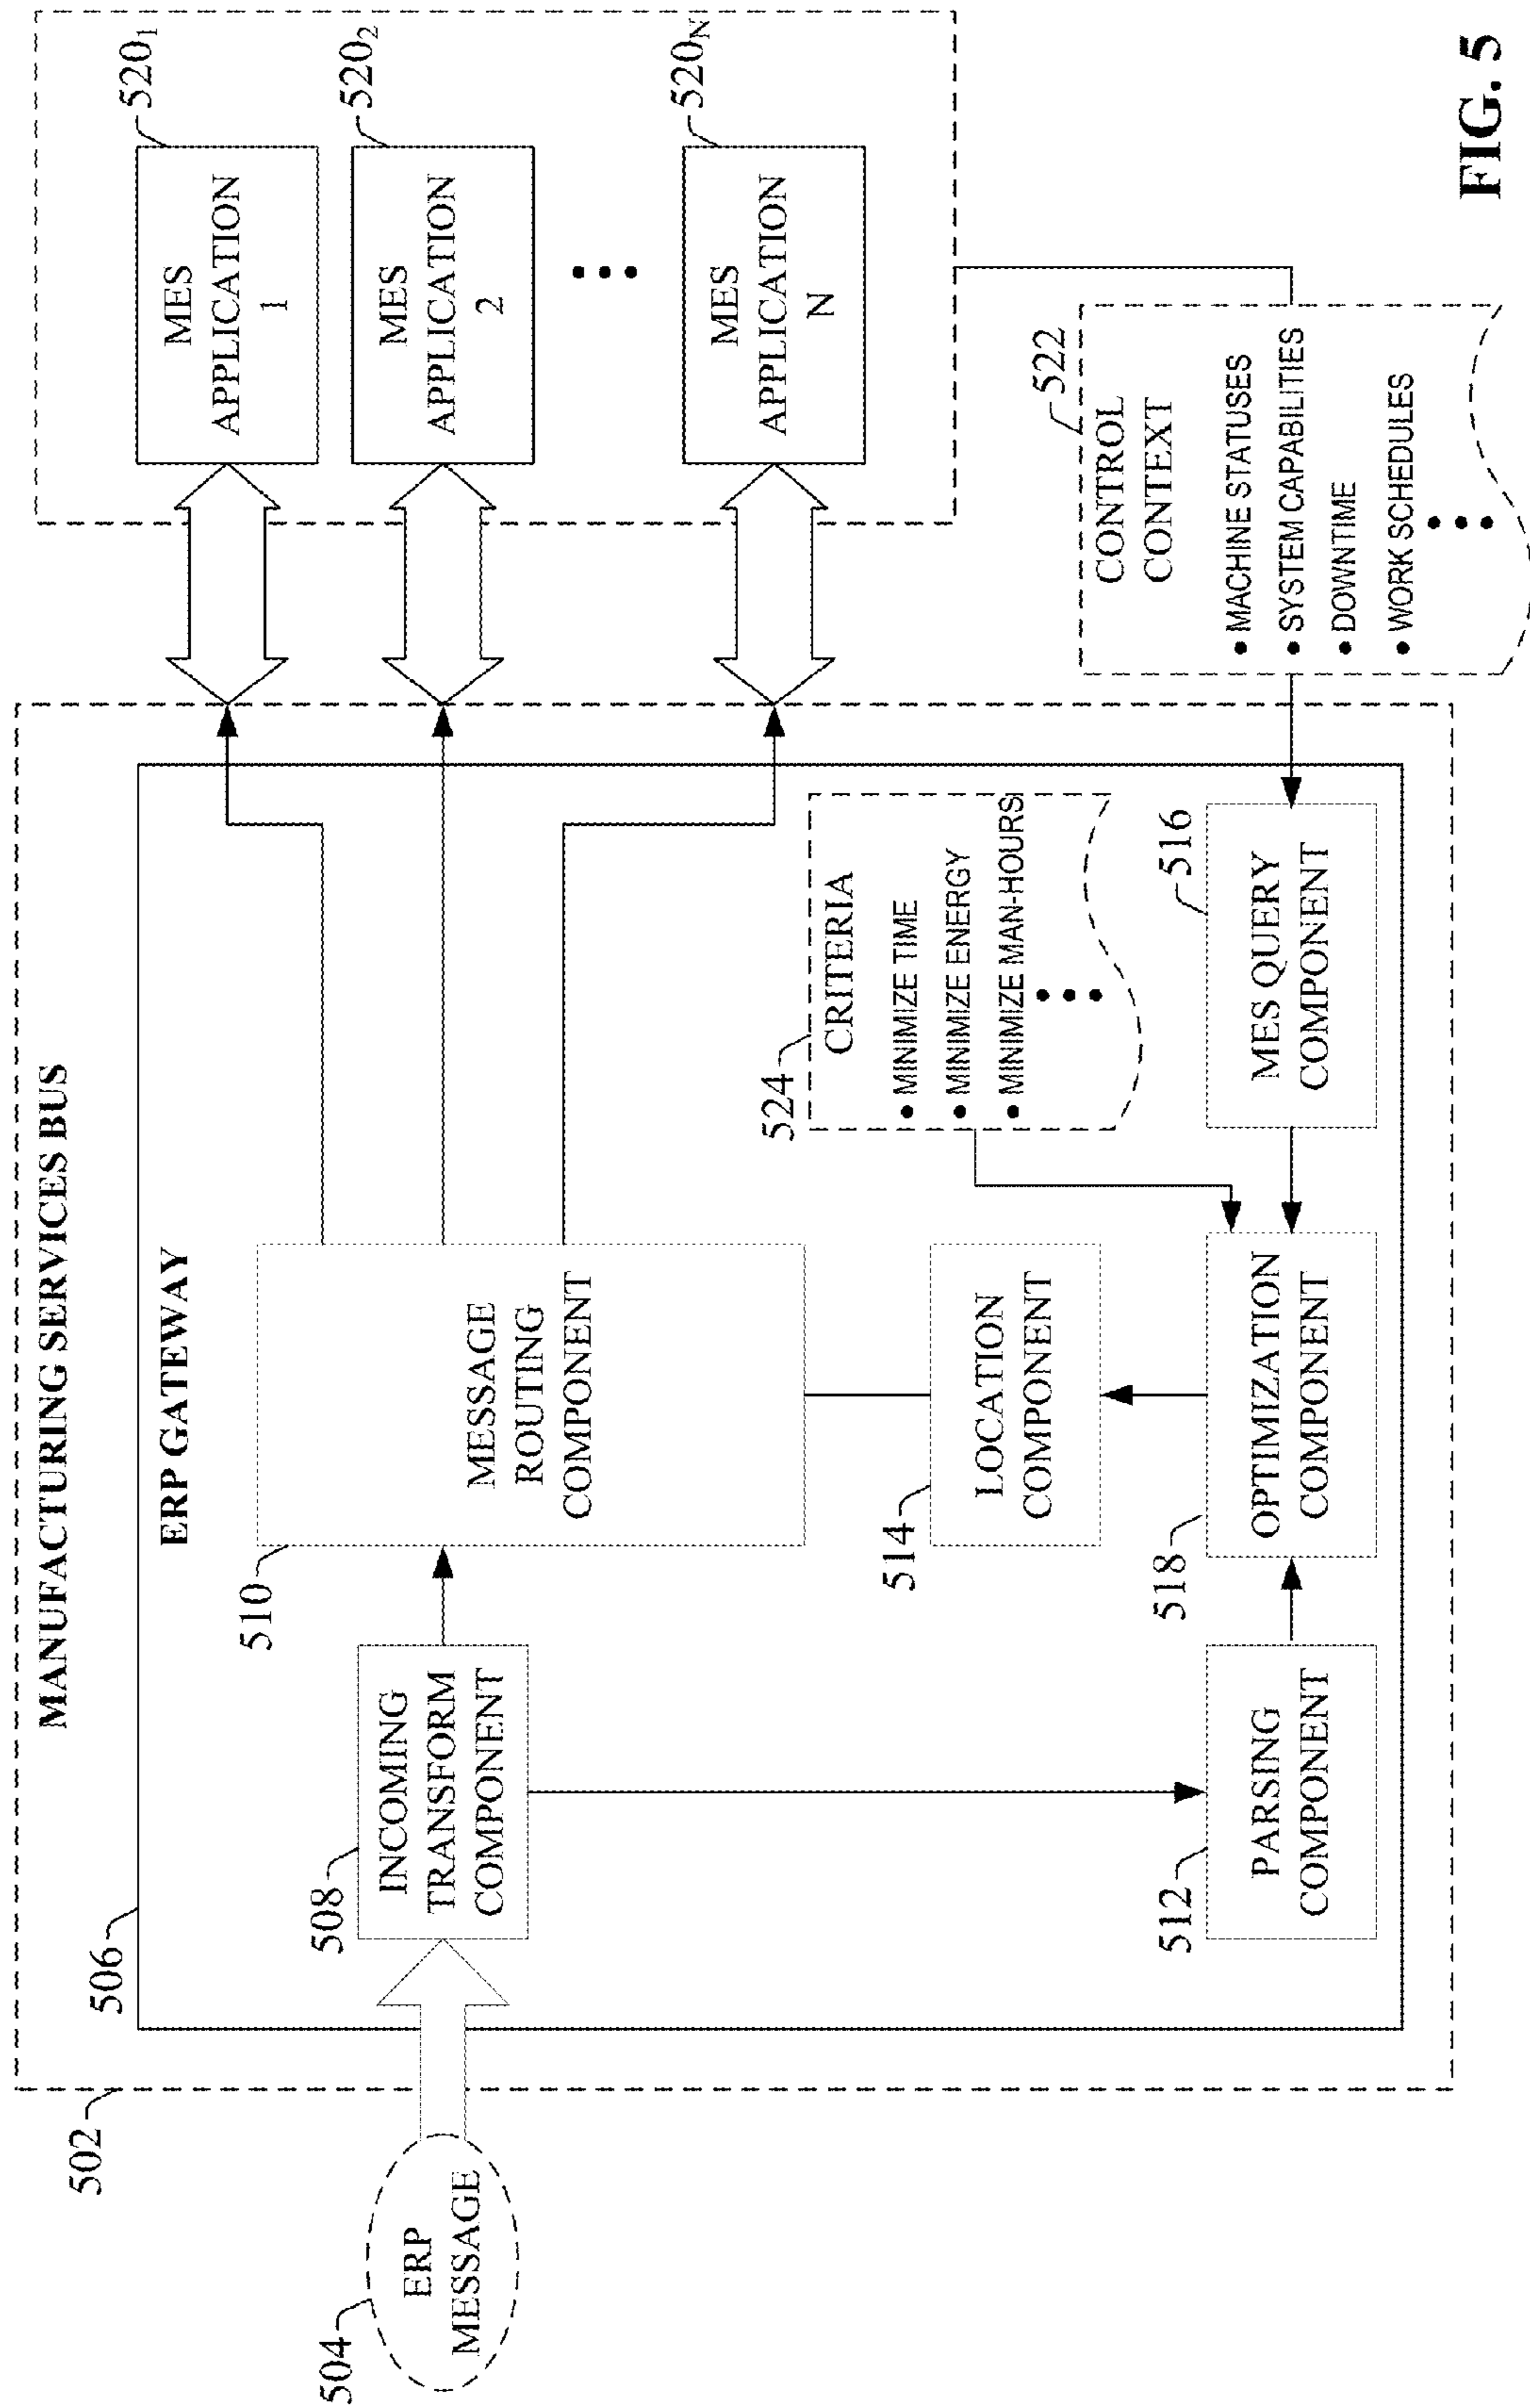 MANUFACTURING SERVICES BUS
502
506
ERP GATEWAY
504
ERP
MESSAGE
508
INCOMING
TRANSFORM
COMPONENT
510
MESSAGE
ROUTING
COMPONENT
512
PARSING
COMPONENT
514
LOCATION
COMPONENT
518
OPTIMIZATION
COMPONENT
524
CRITERIA
• MINIMIZE TIME
• MINIMIZE ENERGY
• MINIMIZE MAN-HOURS
516
MES QUERY
COMPONENT
520₁
MES
APPLICATION
1
520₂
MES
APPLICATION
2
520N
MES
APPLICATION
N
522
CONTROL
CONTEXT
• MACHINE STATUSES
• SYSTEM CAPABILITIES
• DOWNTIME
• WORK SCHEDULES
FIG. 5